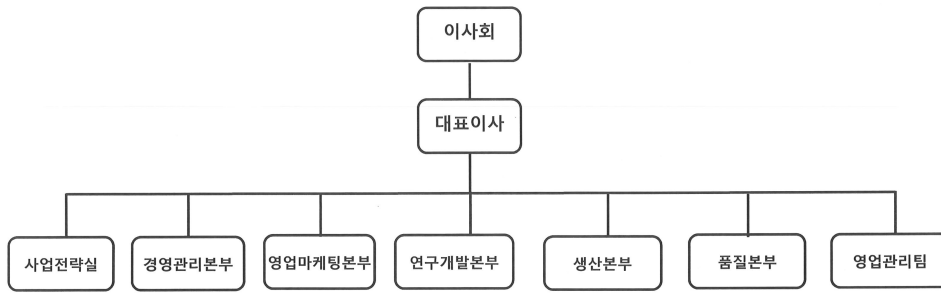 이사회
대표이사
사업전략실
경영관리본부
영업마케팅본부
연구개발본부
생산본부
품질본부
영업관리팀